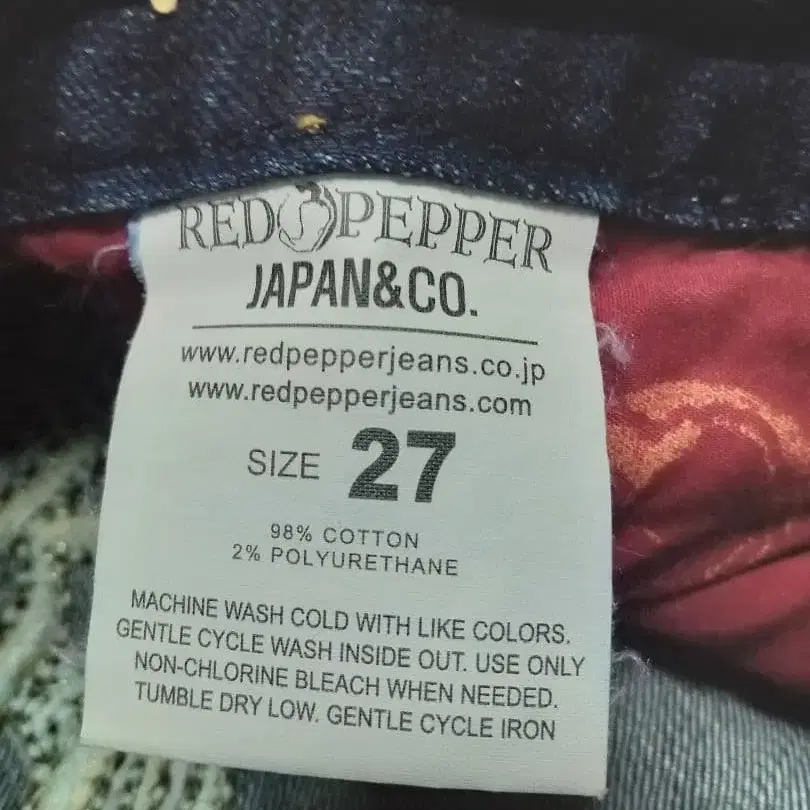 RED PEPPER
JAPAN&CO.
www.redpepperjeans.co.jp
www.redpepperjeans.com
SIZE 27
98% COTTON
2% POLYURETHANE
MACHINE WASH COLD WITH LIKE COLORS.
GENTLE CYCLE WASH INSIDE OUT. USE ONLY
NON-CHLORINE BLEACH WHEN NEEDED.
TUMBLE DRY LOW. GENTLE CYCLE IRON